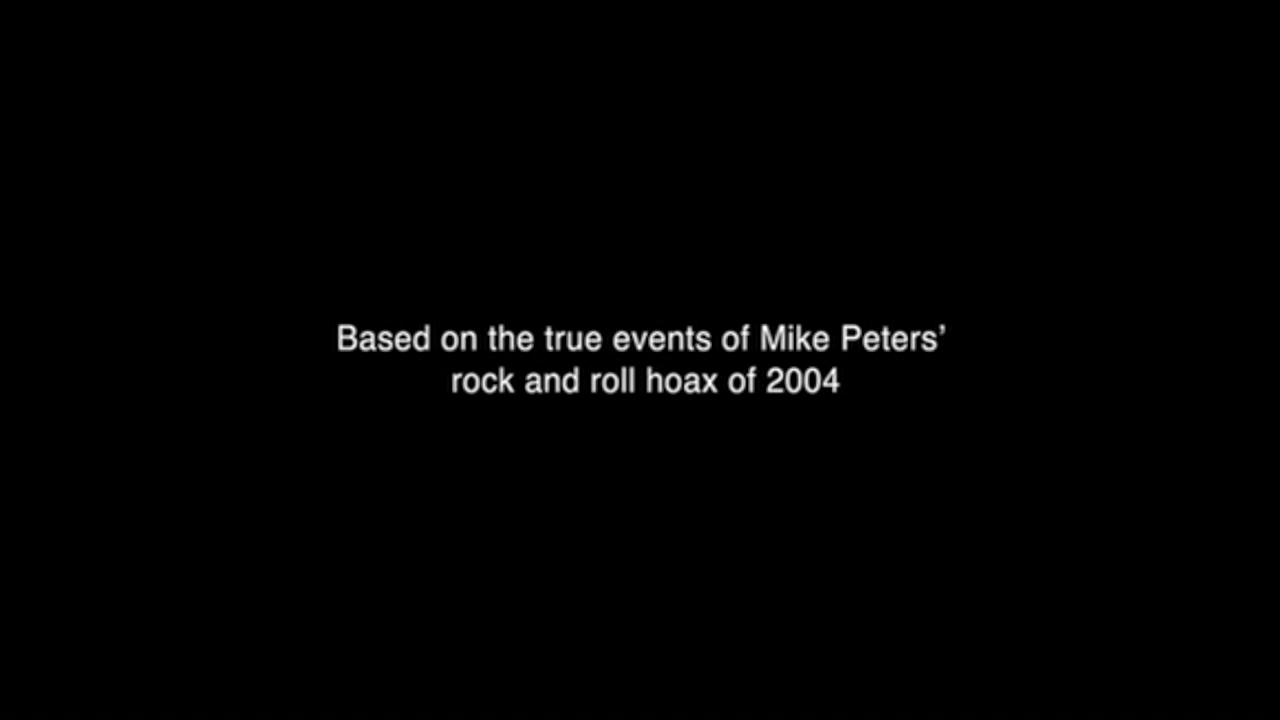 Based on the true events of Mike Peters’
rock and roll hoax of 2004